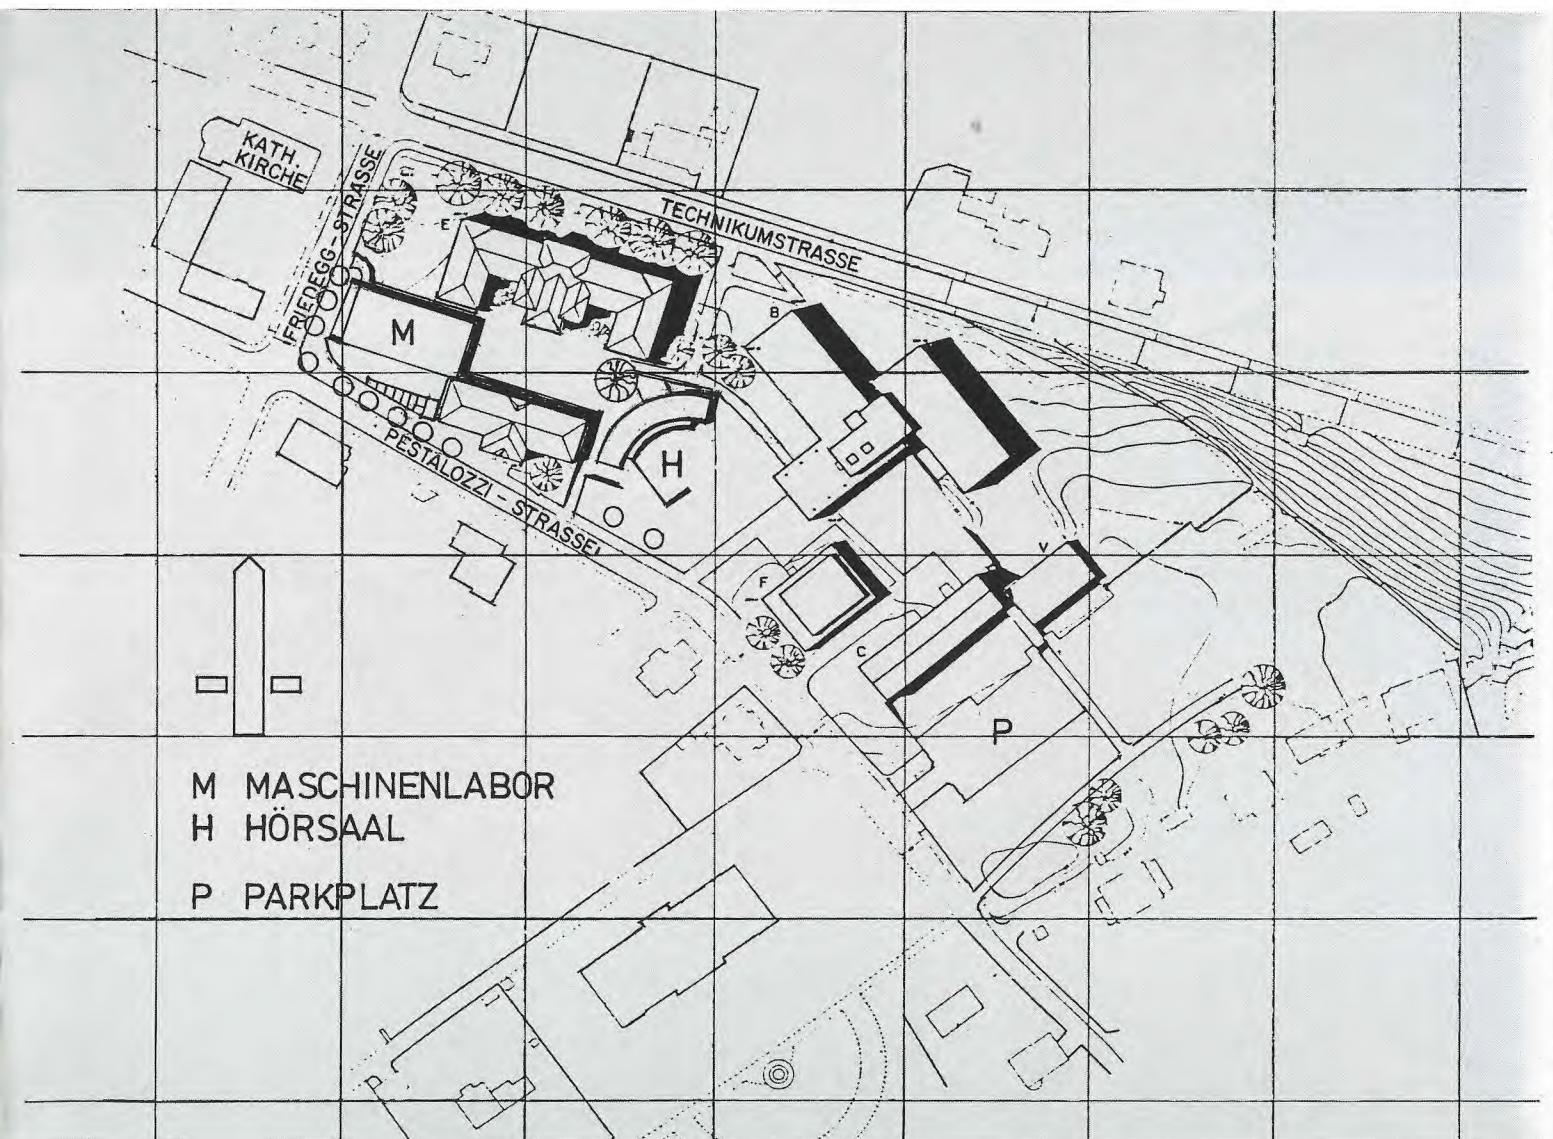 KATH.
KIRCHE
FRIEDEGG-STRASSE
TECHNIKUMSTRASSE
E
B
M
H
PESTALOZZI-STRASSE
V
F
C
P
M MASCHINENLABOR
H HÖRSAAL
P PARKPLATZ